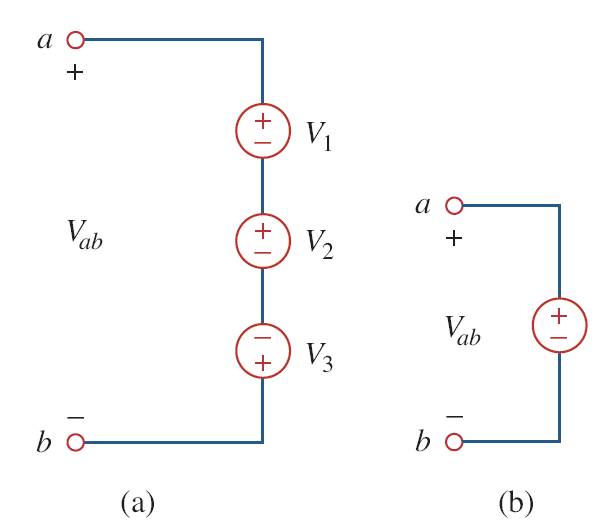 a
+
+
−
V1
Vab
+
−
V2
−
+
V3
−
b
(a)
a
+
Vab
+
−
−
b
(b)